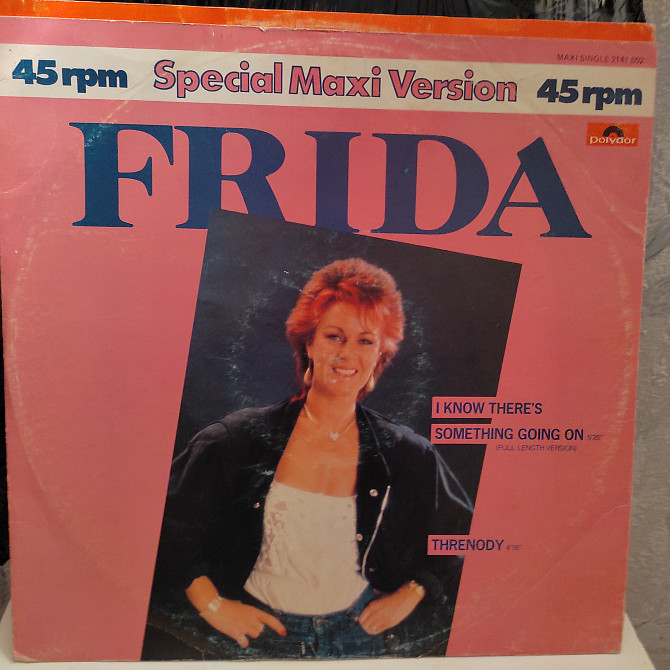 MAXI SINGLE 2141 502
45 rpm Special Maxi Version 45 rpm
polydor
FRIDA
I KNOW THERE'S
SOMETHING GOING ON
(FULL LENGTH VERSION)
THRENODY